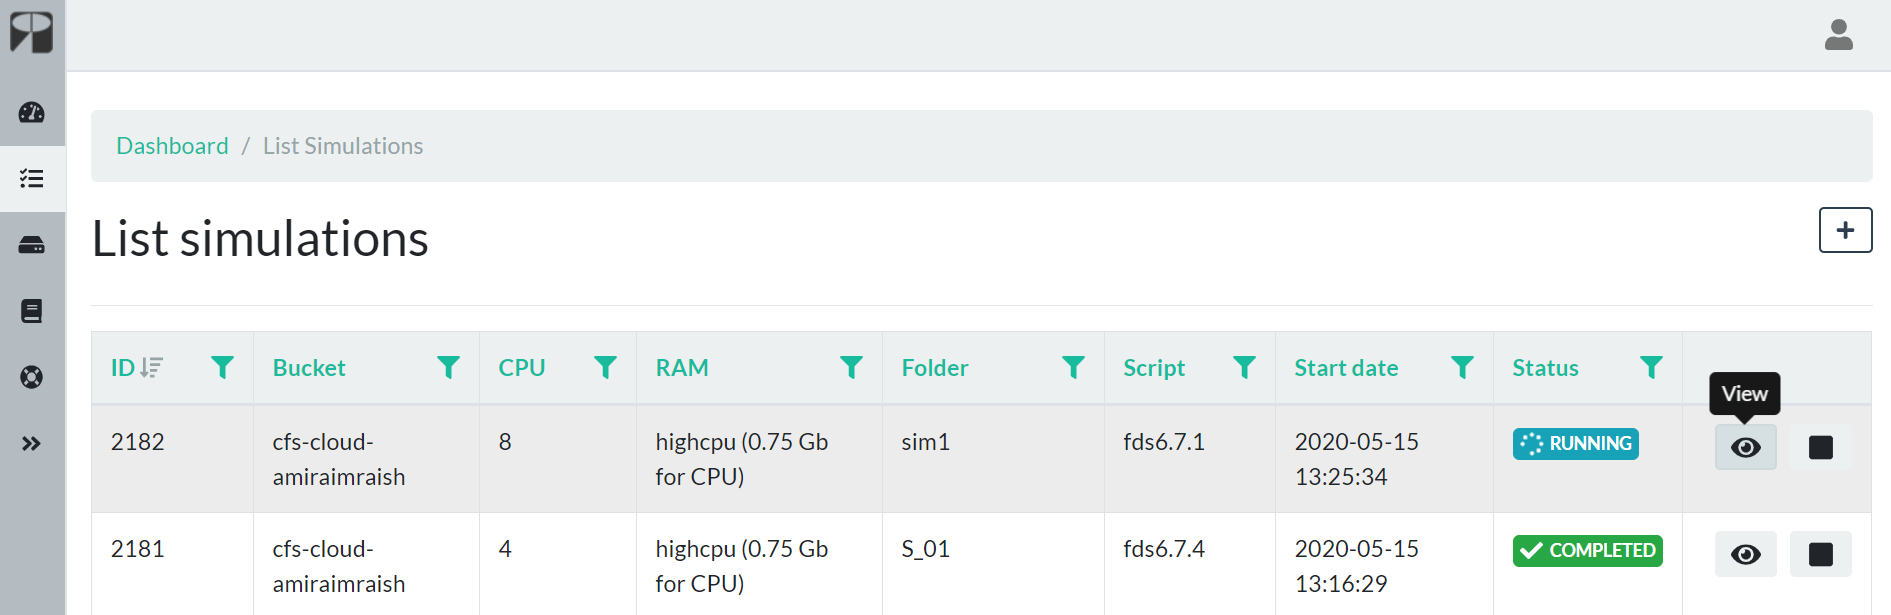 Dashboard / List Simulations
List simulations
ID Bucket CPU RAM Folder Script Start date Status
View
2182 cfs-cloud- 8 highcpu (0.75 Gb sim1 fds6.7.1 2020-05-15 RUNNING
amiraimraish for CPU) 13:25:34
2181 cfs-cloud- 4 highcpu (0.75 Gb S_01 fds6.7.4 2020-05-15 COMPLETED
amiraimraish for CPU) 13:16:29